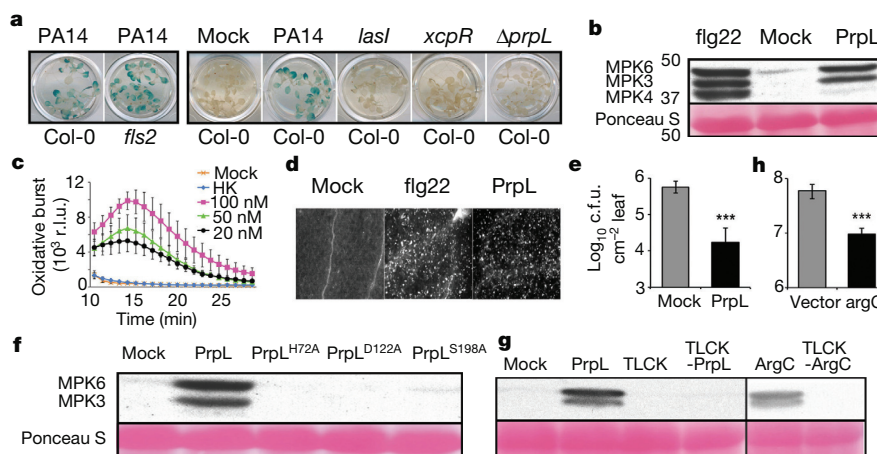 a
PA14 PA14 Mock PA14 lasI xcpR ΔprpL
Col-0 fls2 Col-0 Col-0 Col-0 Col-0 Col-0
b
flg22 Mock PrpL
50
MPK6
MPK3
MPK4 37
Ponceau S
50
c
Oxidative burst
(10³ r.l.u.)
12
8
4
0
10 15 20 25
Time (min)
Mock
HK
100 nM
50 nM
20 nM
d
Mock flg22 PrpL
e
Log₁₀ c.f.u.
cm⁻² leaf
6
5
4
3
***
Mock PrpL
h
8
7
6
***
Vector argC
f
Mock PrpL PrpL^H72A PrpL^D122A PrpL^S198A
MPK6
MPK3
Ponceau S
g
Mock PrpL TLCK TLCK-PrpL ArgC TLCK-ArgC
Ponceau S